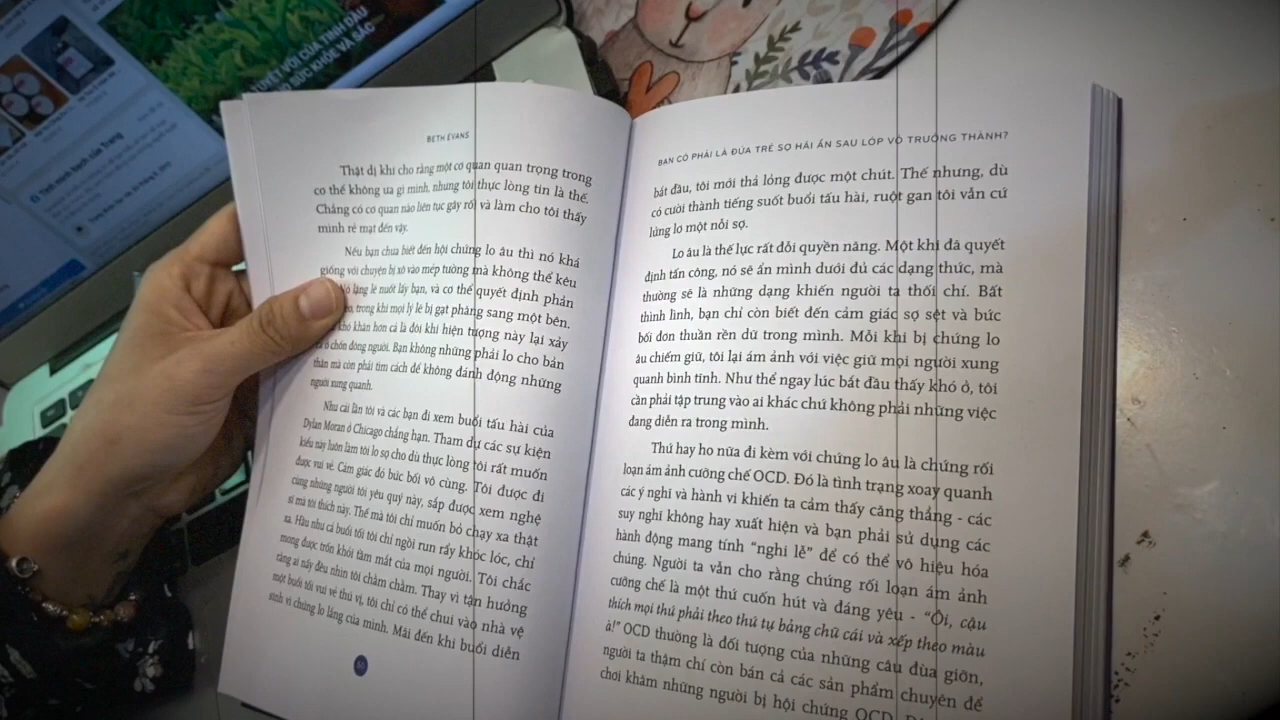 TUYỆT VỜI CỦA TINH DẦU
SỨC KHỎE VÀ SẮC
BETH EVANS
Thật dị khi cho rằng một cơ quan quan trọng trong
cơ thể không ưa gì mình, nhưng tôi thực lòng tin là thế.
Chẳng có cơ quan nào liên tục gây rối và làm cho tôi thấy
mình rẻ mạt đến vậy.
Nếu bạn chưa biết đến hội chứng lo âu thì nó khá
giống với chuyện bị xô vào mép tường mà không thể kêu
lặng lẽ nuốt lấy bạn, và cơ thể quyết định phản
trong khi mọi lý lẽ bị gạt phăng sang một bên.
khó khăn hơn cả là đôi khi hiện tượng này lại xảy
ra ở chốn đông người. Bạn không những phải lo cho bản
thân mà còn phải tìm cách để không đánh động những
người xung quanh.
Như cái lần tôi và các bạn đi xem buổi tấu hài của
Dylan Moran ở Chicago chẳng hạn. Tham dự các sự kiện
kiểu này luôn làm tôi lo sợ cho dù thực lòng tôi rất muốn
được vui vẻ. Cảm giác đó bức bối vô cùng. Tôi được đi
cùng những người tôi yêu quý này, sắp được xem nghệ
sĩ mà tôi thích này. Thế mà tôi chỉ muốn bỏ chạy xa thật
xa. Hầu như cả buổi tối tôi chỉ ngồi run rẩy khóc lóc, chỉ
mong được trốn khỏi tầm mắt của mọi người. Tôi chắc
rằng ai nấy đều nhìn tôi chằm chằm. Thay vì tận hưởng
một buổi tối vui vẻ thú vị, tôi chỉ có thể chui vào nhà vệ
sinh vì chứng lo lắng của mình. Mãi đến khi buổi diễn
BẠN CÓ PHẢI LÀ ĐỨA TRẺ SỢ HÃI ẨN SAU LỚP VỎ TRƯỞNG THÀNH?
bắt đầu, tôi mới thả lỏng được một chút. Thế nhưng, dù
có cười thành tiếng suốt buổi tấu hài, ruột gan tôi vẫn cứ
lửng lơ một nỗi sợ.
Lo âu là thế lực rất dỗi quyền năng. Một khi đã quyết
định tấn công, nó sẽ ẩn mình dưới đủ các dạng thức, mà
thường sẽ là những dạng khiến người ta thối chí. Bất
thình lình, bạn chỉ còn biết đến cảm giác sợ sệt và bức
bối đơn thuần rền dứ trong mình. Mỗi khi bị chứng lo
âu chiếm giữ, tôi lại ám ảnh với việc giữ mọi người xung
quanh bình tĩnh. Như thể ngay lúc bắt đầu thấy khó ở, tôi
cần phải tập trung vào ai khác chứ không phải những việc
đang diễn ra trong mình.
Thứ hay ho nữa đi kèm với chứng lo âu là chứng rối
loạn ám ảnh cưỡng chế OCD. Đó là tình trạng xoay quanh
các ý nghĩ và hành vi khiến ta cảm thấy căng thẳng - các
suy nghĩ không hay xuất hiện và bạn phải sử dụng các
hành động mang tính “nghi lễ” để có thể vô hiệu hóa
chúng. Người ta vẫn cho rằng chứng rối loạn ám ảnh
cưỡng chế là một thứ cuốn hút và đáng yêu - “Ôi, cậu
thích mọi thứ phải theo thứ tự bảng chữ cái và xếp theo màu
à!” OCD thường là đối tượng của những câu đùa giỡn,
người ta thậm chí còn bán cả các sản phẩm chuyên để
chơi khăm những người bị hội chứng OCD.